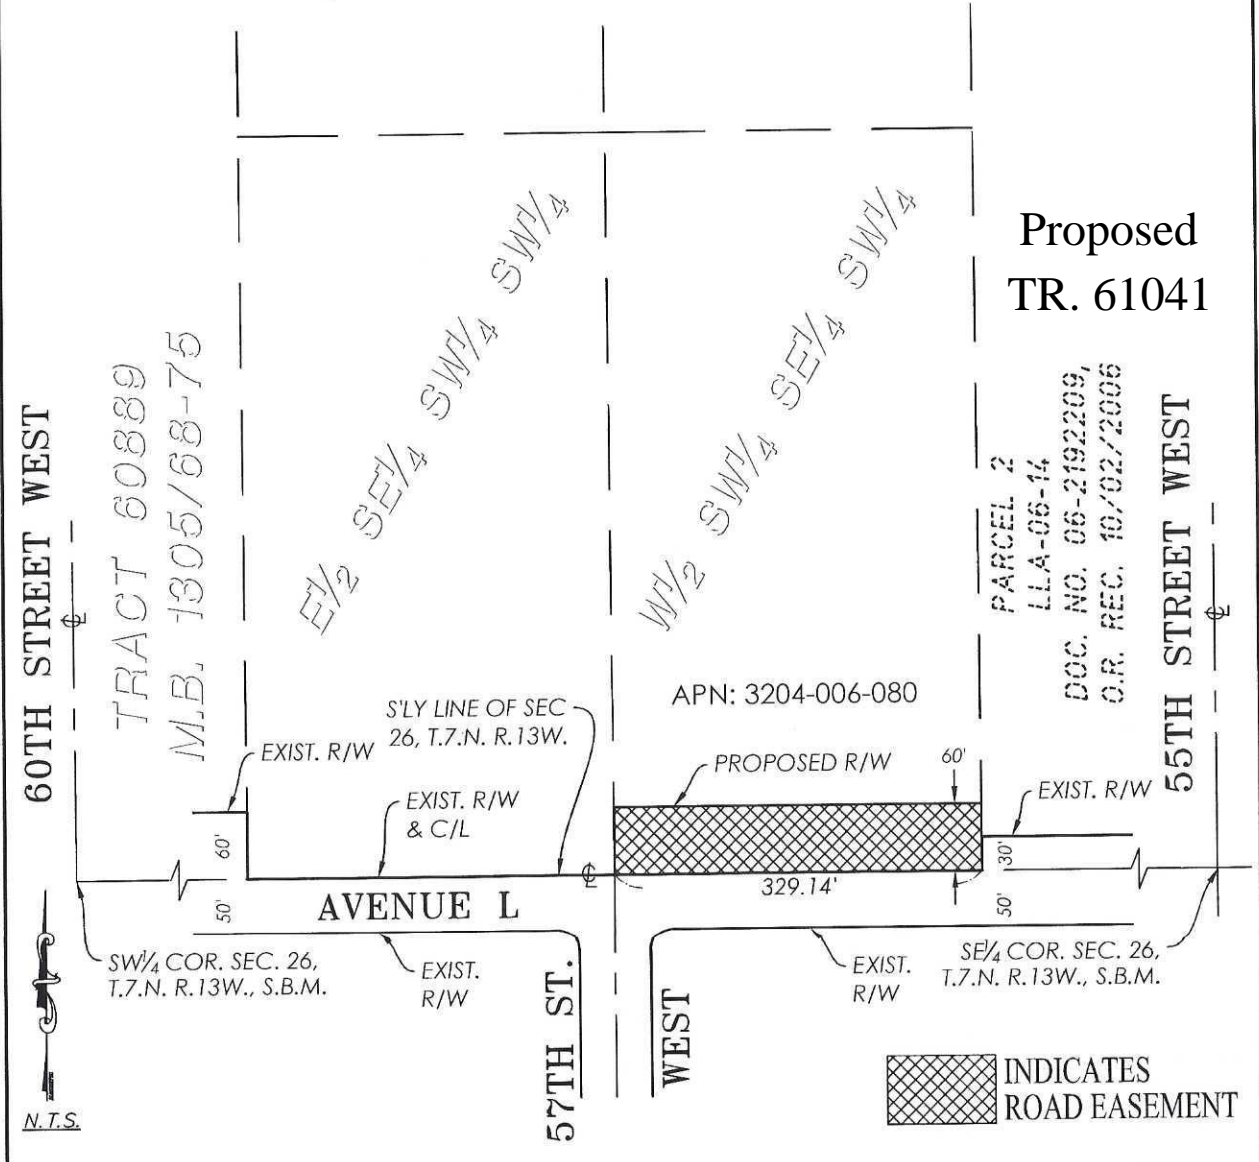 Proposed
TR. 61041
E1/2 SE1/4 SW1/4 SW1/4
W1/2 SW1/4 SE1/4 SW1/4
60TH STREET WEST
℄
TRACT 60889
M.B. 1305/68-75
PARCEL 2
LLA-06-14
DOC. NO. 06-2192209,
O.R. REC. 10/02/2006
55TH STREET WEST
℄
APN: 3204-006-080
S'LY LINE OF SEC
26, T.7.N. R.13W.
EXIST. R/W
PROPOSED R/W
60'
EXIST. R/W
& C/L
EXIST. R/W
60'
30'
℄
329.14'
50'
AVENUE L
50'
SW1/4 COR. SEC. 26,
T.7.N. R.13W., S.B.M.
EXIST.
R/W
EXIST.
R/W
SE1/4 COR. SEC. 26,
T.7.N. R.13W., S.B.M.
57TH ST.
WEST
INDICATES
ROAD EASEMENT
N.T.S.